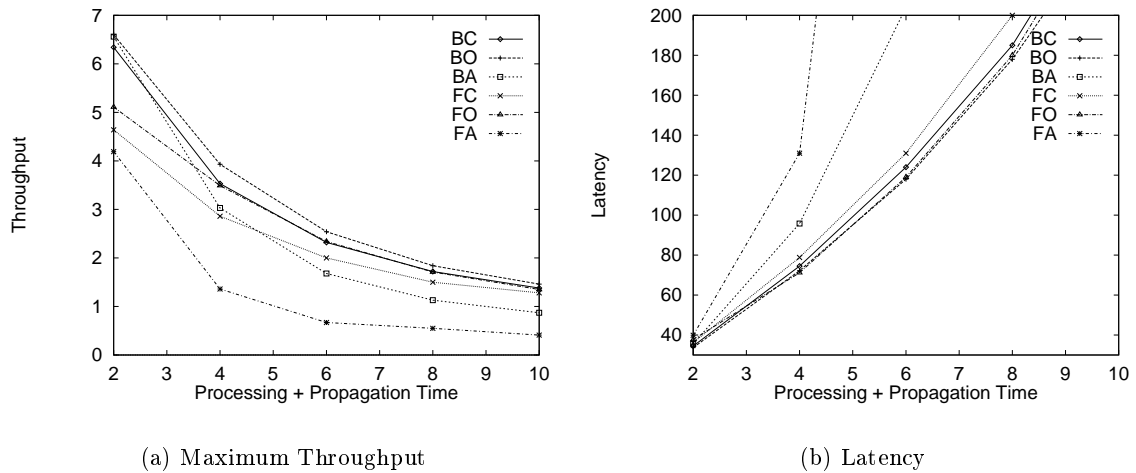 7
6
5
4
3
2
1
0
Throughput
2 3 4 5 6 7 8 9 10
Processing + Propagation Time
BC
BO
BA
FC
FO
FA
(a) Maximum Throughput
200
180
160
140
120
100
80
60
40
Latency
2 3 4 5 6 7 8 9 10
Processing + Propagation Time
BC
BO
BA
FC
FO
FA
(b) Latency